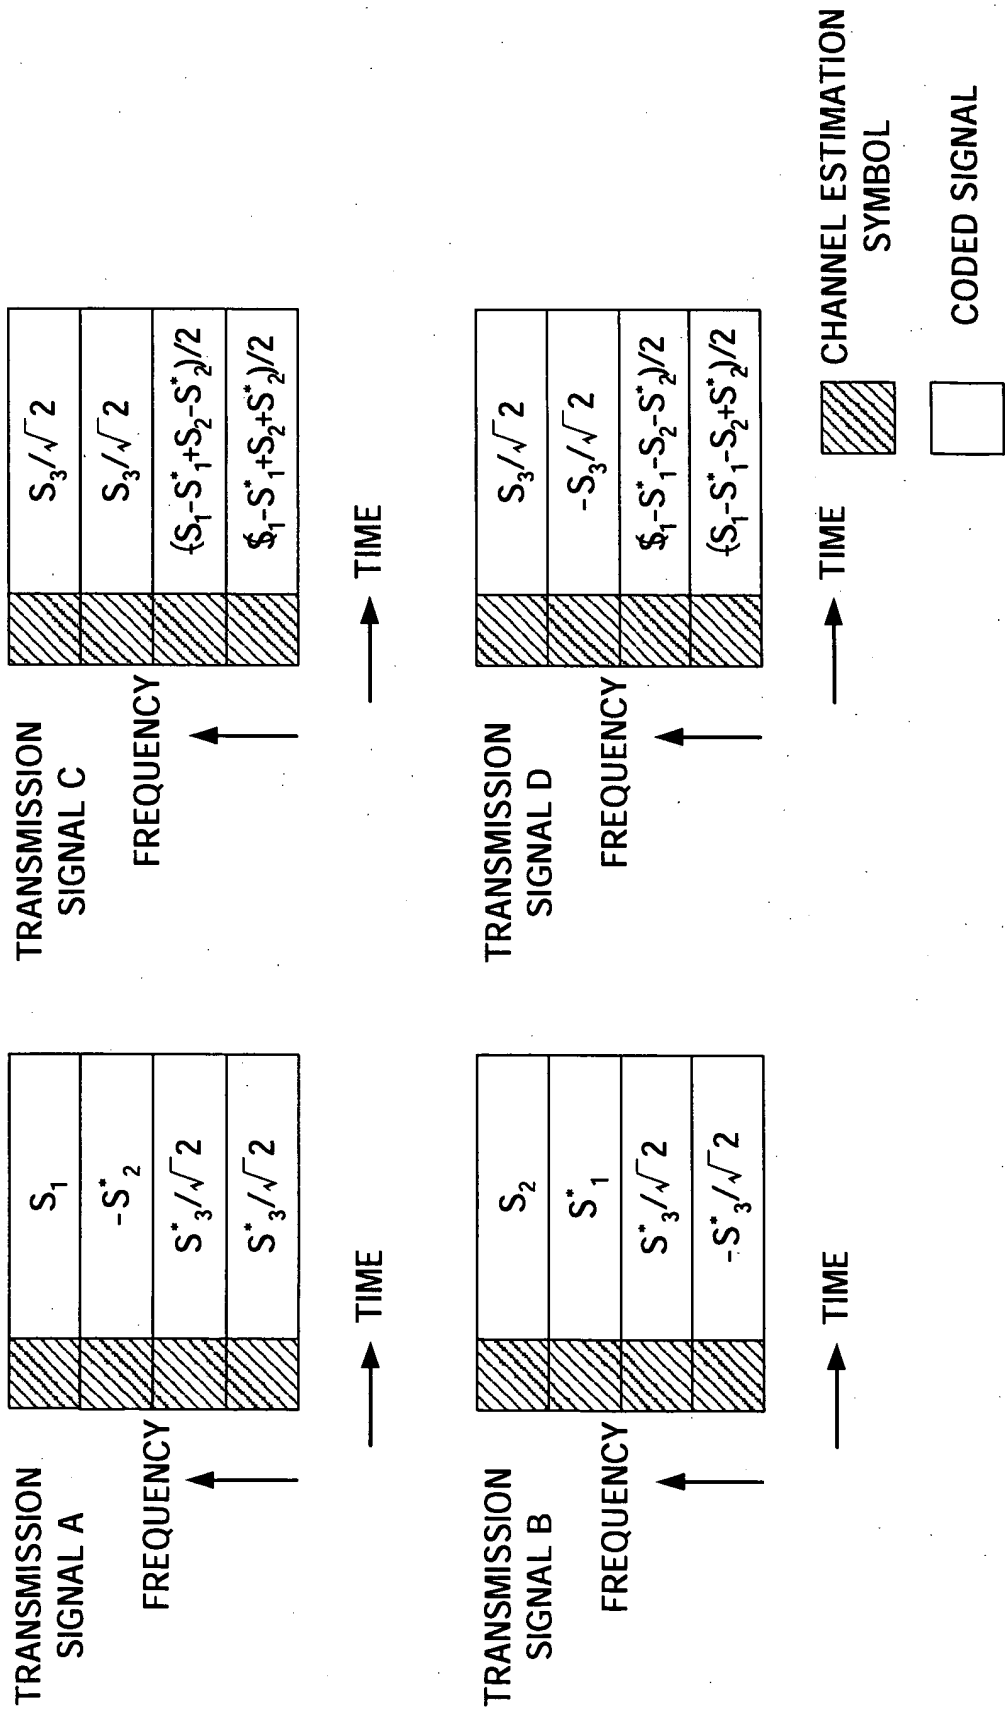 TRANSMISSION
SIGNAL A
FREQUENCY
S₁
-S*₂
S*₃/√2
S*₃/√2
TIME
TRANSMISSION
SIGNAL C
FREQUENCY
S₃/√2
S₃/√2
(-S₁-S*₁+S₂-S*₂)/2
(S₁-S*₁+S₂+S*₂)/2
TIME
TRANSMISSION
SIGNAL B
FREQUENCY
S₂
S*₁
S*₃/√2
-S*₃/√2
TIME
TRANSMISSION
SIGNAL D
FREQUENCY
S₃/√2
-S₃/√2
(S₁-S*₁-S₂-S*₂)/2
(-S₁-S*₁-S₂+S*₂)/2
TIME
CHANNEL ESTIMATION
SYMBOL
CODED SIGNAL